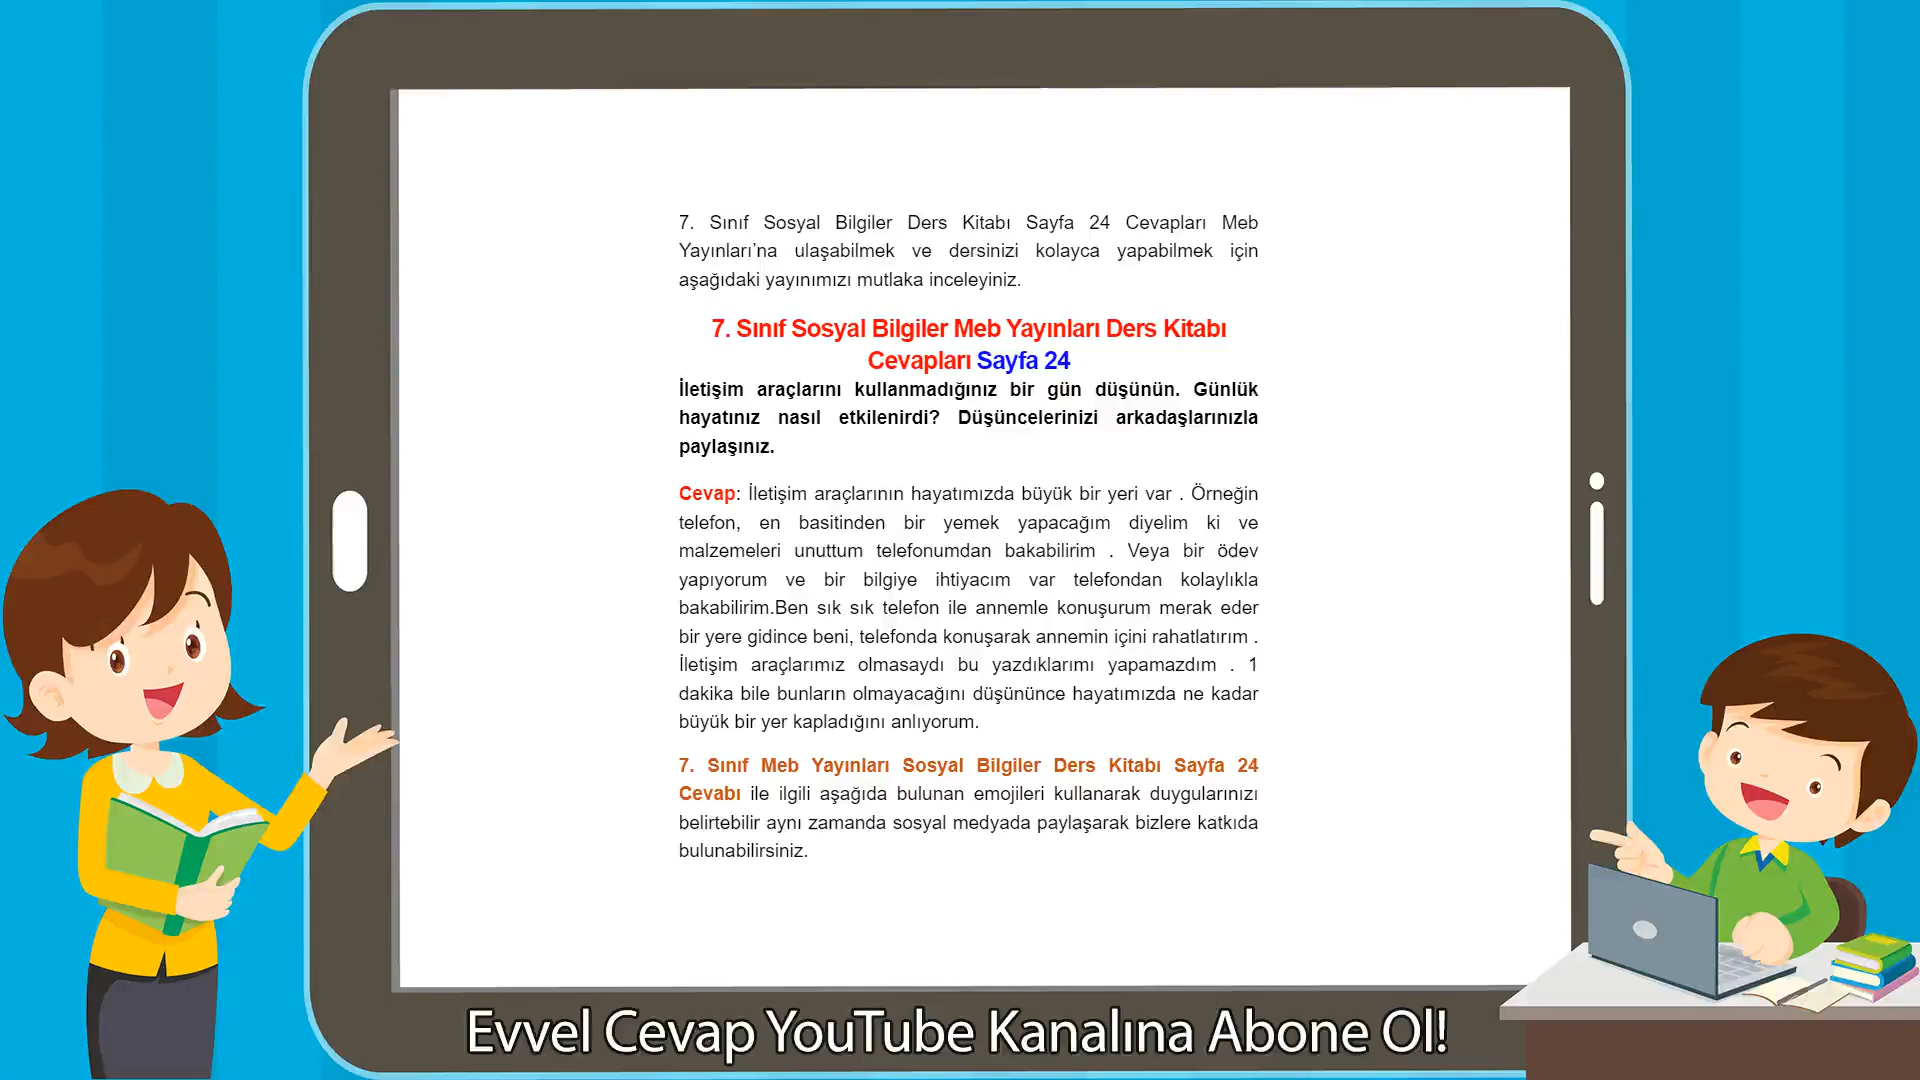 7. Sınıf Sosyal Bilgiler Ders Kitabı Sayfa 24 Cevapları Meb
Yayınları’na ulaşabilmek ve dersinizi kolayca yapabilmek için
aşağıdaki yayınımızı mutlaka inceleyiniz.
7. Sınıf Sosyal Bilgiler Meb Yayınları Ders Kitabı
Cevapları Sayfa 24
İletişim araçlarını kullanmadığınız bir gün düşünün. Günlük
hayatınız nasıl etkilenirdi? Düşüncelerinizi arkadaşlarınızla
paylaşınız.
Cevap: İletişim araçlarının hayatımızda büyük bir yeri var . Örneğin
telefon, en basitinden bir yemek yapacağım diyelim ki ve
malzemeleri unuttum telefonumdan bakabilirim . Veya bir ödev
yapıyorum ve bir bilgiye ihtiyacım var telefondan kolaylıkla
bakabilirim.Ben sık sık telefon ile annemle konuşurum merak eder
bir yere gidince beni, telefonda konuşarak annemin içini rahatlatırım .
İletişim araçlarımız olmasaydı bu yazdıklarımı yapamazdım . 1
dakika bile bunların olmayacağını düşününce hayatımızda ne kadar
büyük bir yer kapladığını anlıyorum.
7. Sınıf Meb Yayınları Sosyal Bilgiler Ders Kitabı Sayfa 24
Cevabı ile ilgili aşağıda bulunan emojileri kullanarak duygularınızı
belirtebilir aynı zamanda sosyal medyada paylaşarak bizlere katkıda
bulunabilirsiniz.
Evvel Cevap YouTube Kanalına Abone Ol!